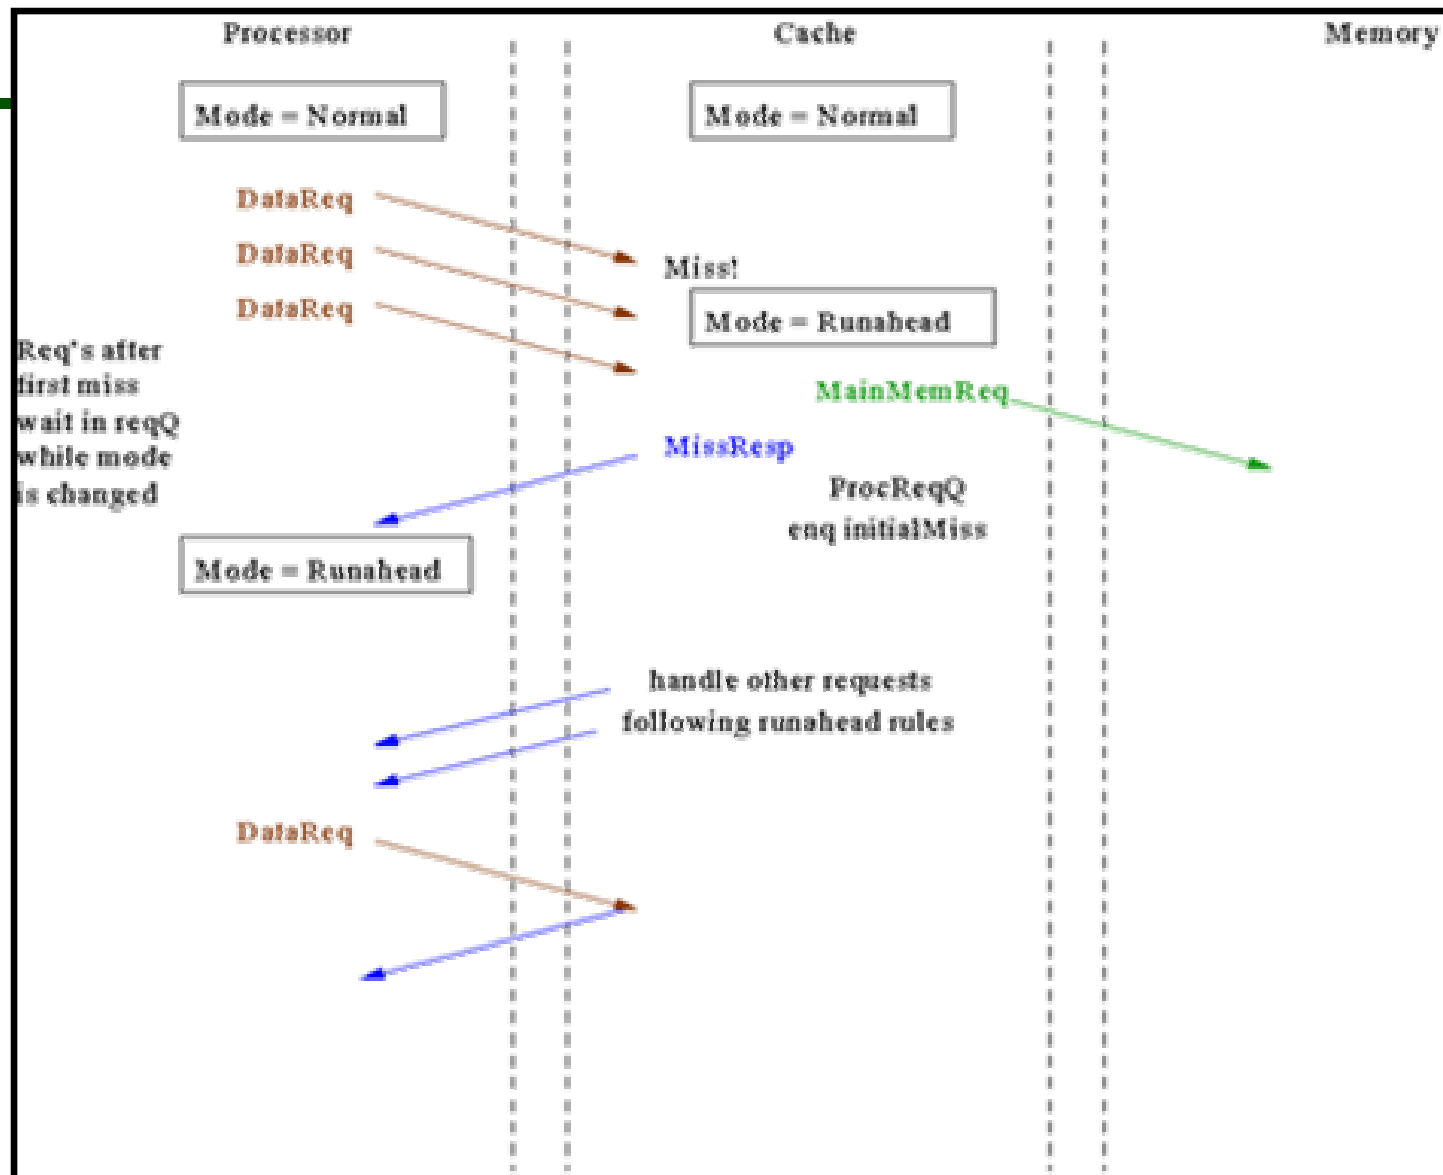 Processor
Cache
Memory
Mode = Normal
Mode = Normal
DataReq
DataReq
Miss!
DataReq
Mode = Runahead
Req's after
first miss
wait in reqQ
while mode
is changed
MainMemReq
MissResp
ProcReqQ
enq initialMiss
Mode = Runahead
handle other requests
following runahead rules
DataReq